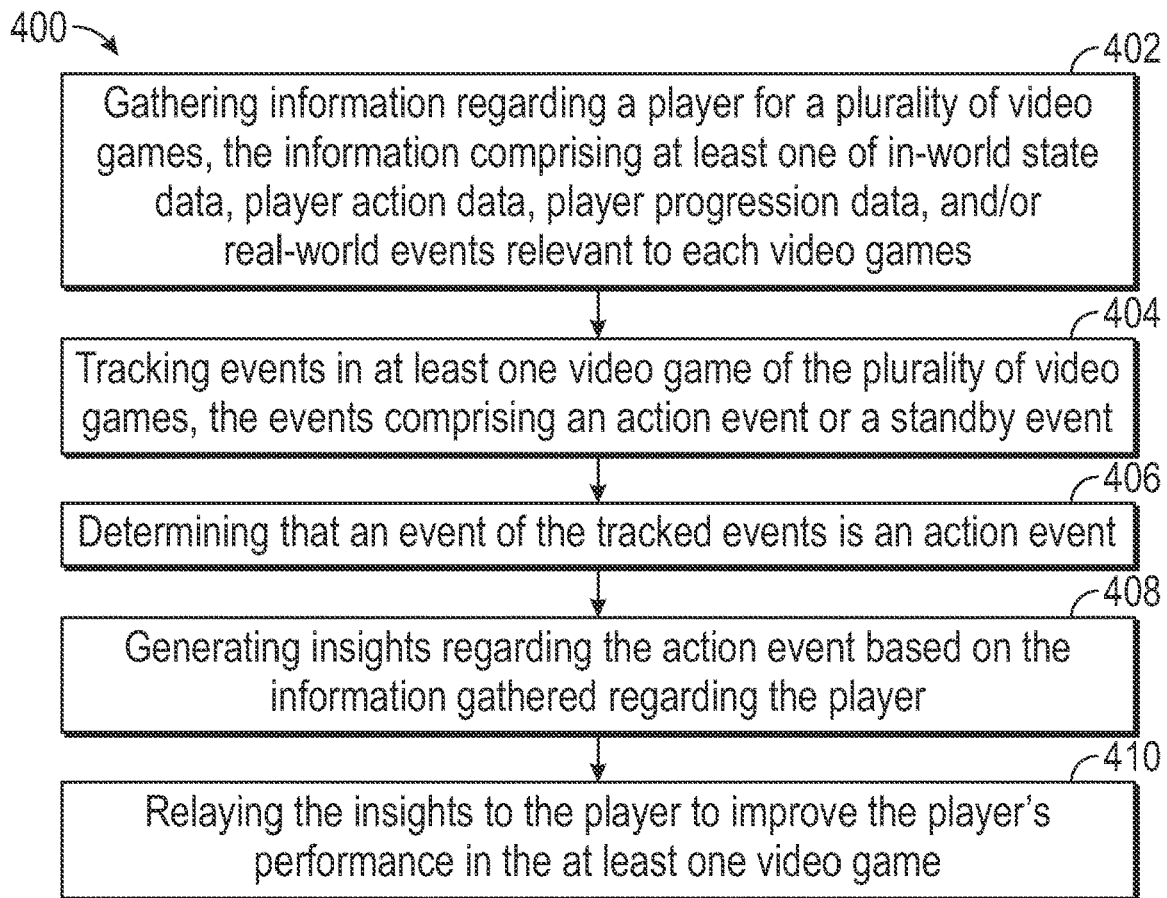 400
402
Gathering information regarding a player for a plurality of video
games, the information comprising at least one of in-world state
data, player action data, player progression data, and/or
real-world events relevant to each video games
404
Tracking events in at least one video game of the plurality of video
games, the events comprising an action event or a standby event
406
Determining that an event of the tracked events is an action event
408
Generating insights regarding the action event based on the
information gathered regarding the player
410
Relaying the insights to the player to improve the player's
performance in the at least one video game